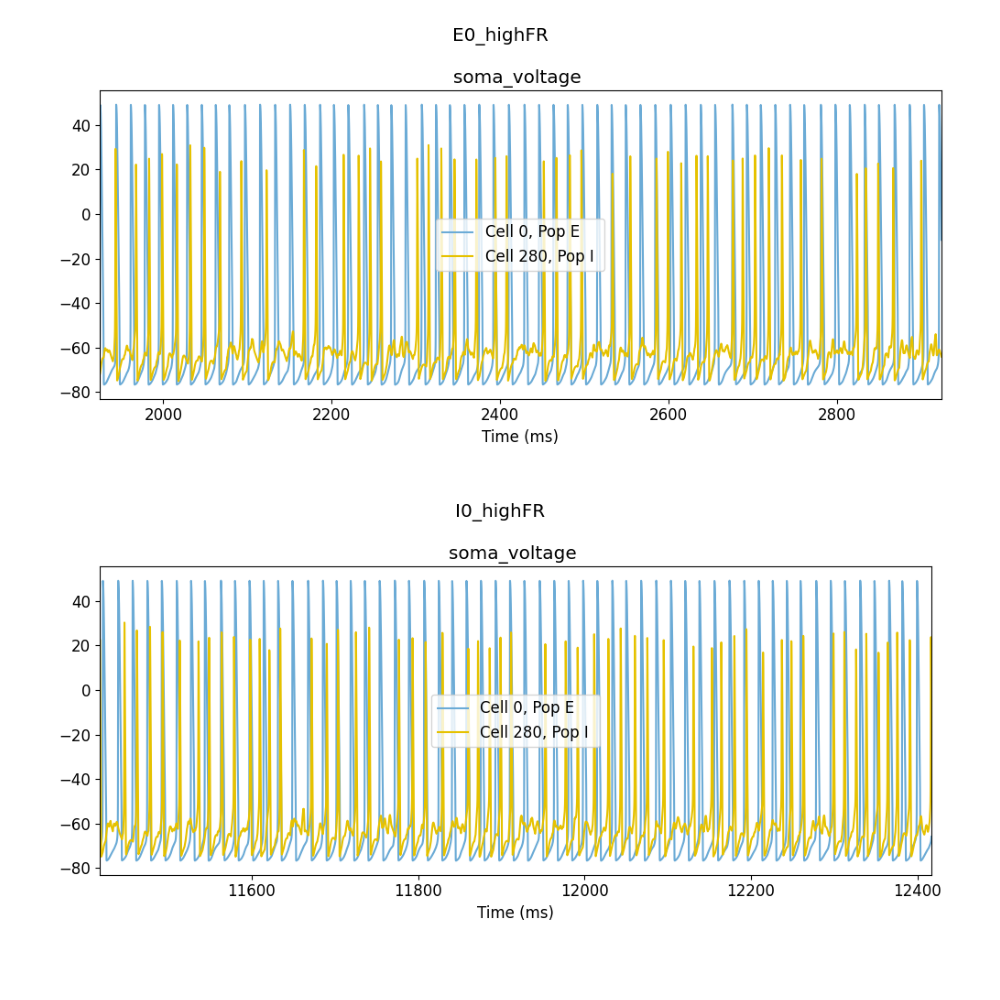 E0_highFR
soma_voltage
40
20
0
−20
−40
−60
−80
Cell 0, Pop E
Cell 280, Pop I
2000 2200 2400 2600 2800
Time (ms)
I0_highFR
soma_voltage
40
20
0
−20
−40
−60
−80
Cell 0, Pop E
Cell 280, Pop I
11600 11800 12000 12200 12400
Time (ms)